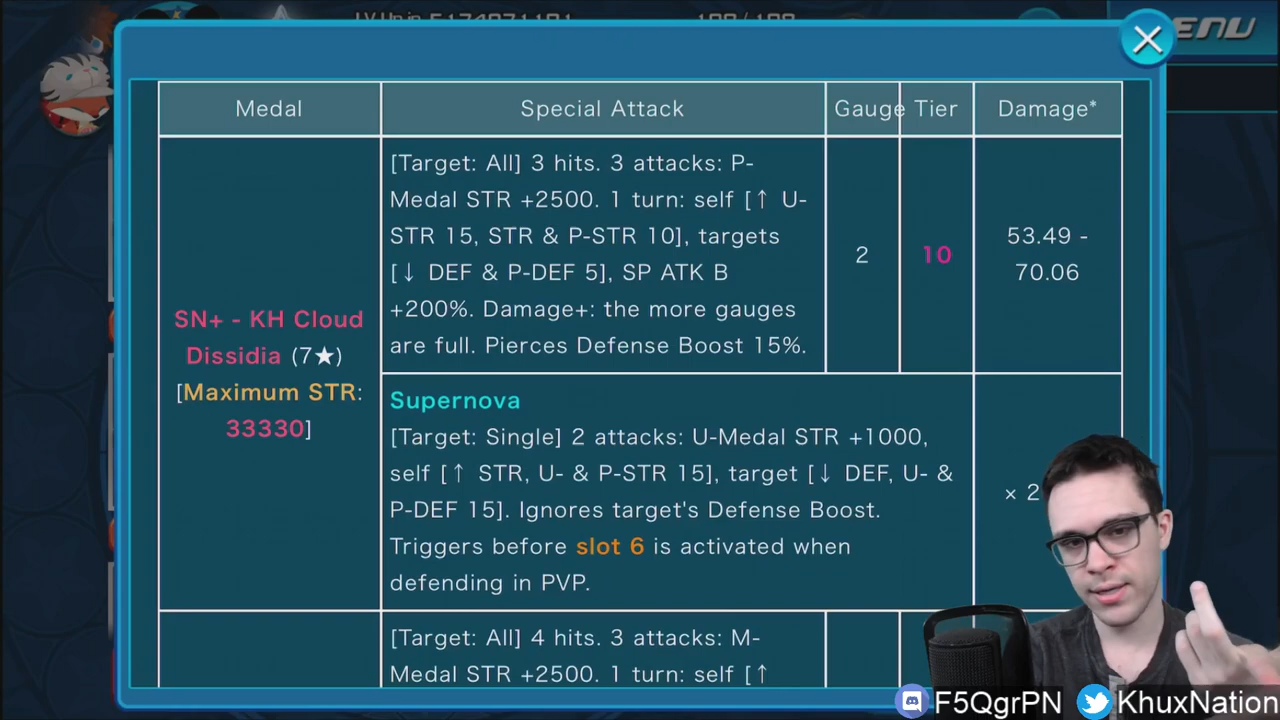 Medal
Special Attack
Gauge
Tier
Damage*
SN+ - KH Cloud
Dissidia (7★)
[Maximum STR:
33330]
[Target: All] 3 hits. 3 attacks: P-
Medal STR +2500. 1 turn: self [↑ U-
STR 15, STR & P-STR 10], targets
[↓ DEF & P-DEF 5], SP ATK B
+200%. Damage+: the more gauges
are full. Pierces Defense Boost 15%.
2
10
53.49 -
70.06
Supernova
[Target: Single] 2 attacks: U-Medal STR +1000,
self [↑ STR, U- & P-STR 15], target [↓ DEF, U- &
P-DEF 15]. Ignores target's Defense Boost.
Triggers before slot 6 is activated when
defending in PVP.
× 2
[Target: All] 4 hits. 3 attacks: M-
Medal STR +2500. 1 turn: self [↑
F5QgrPN
KhuxNation